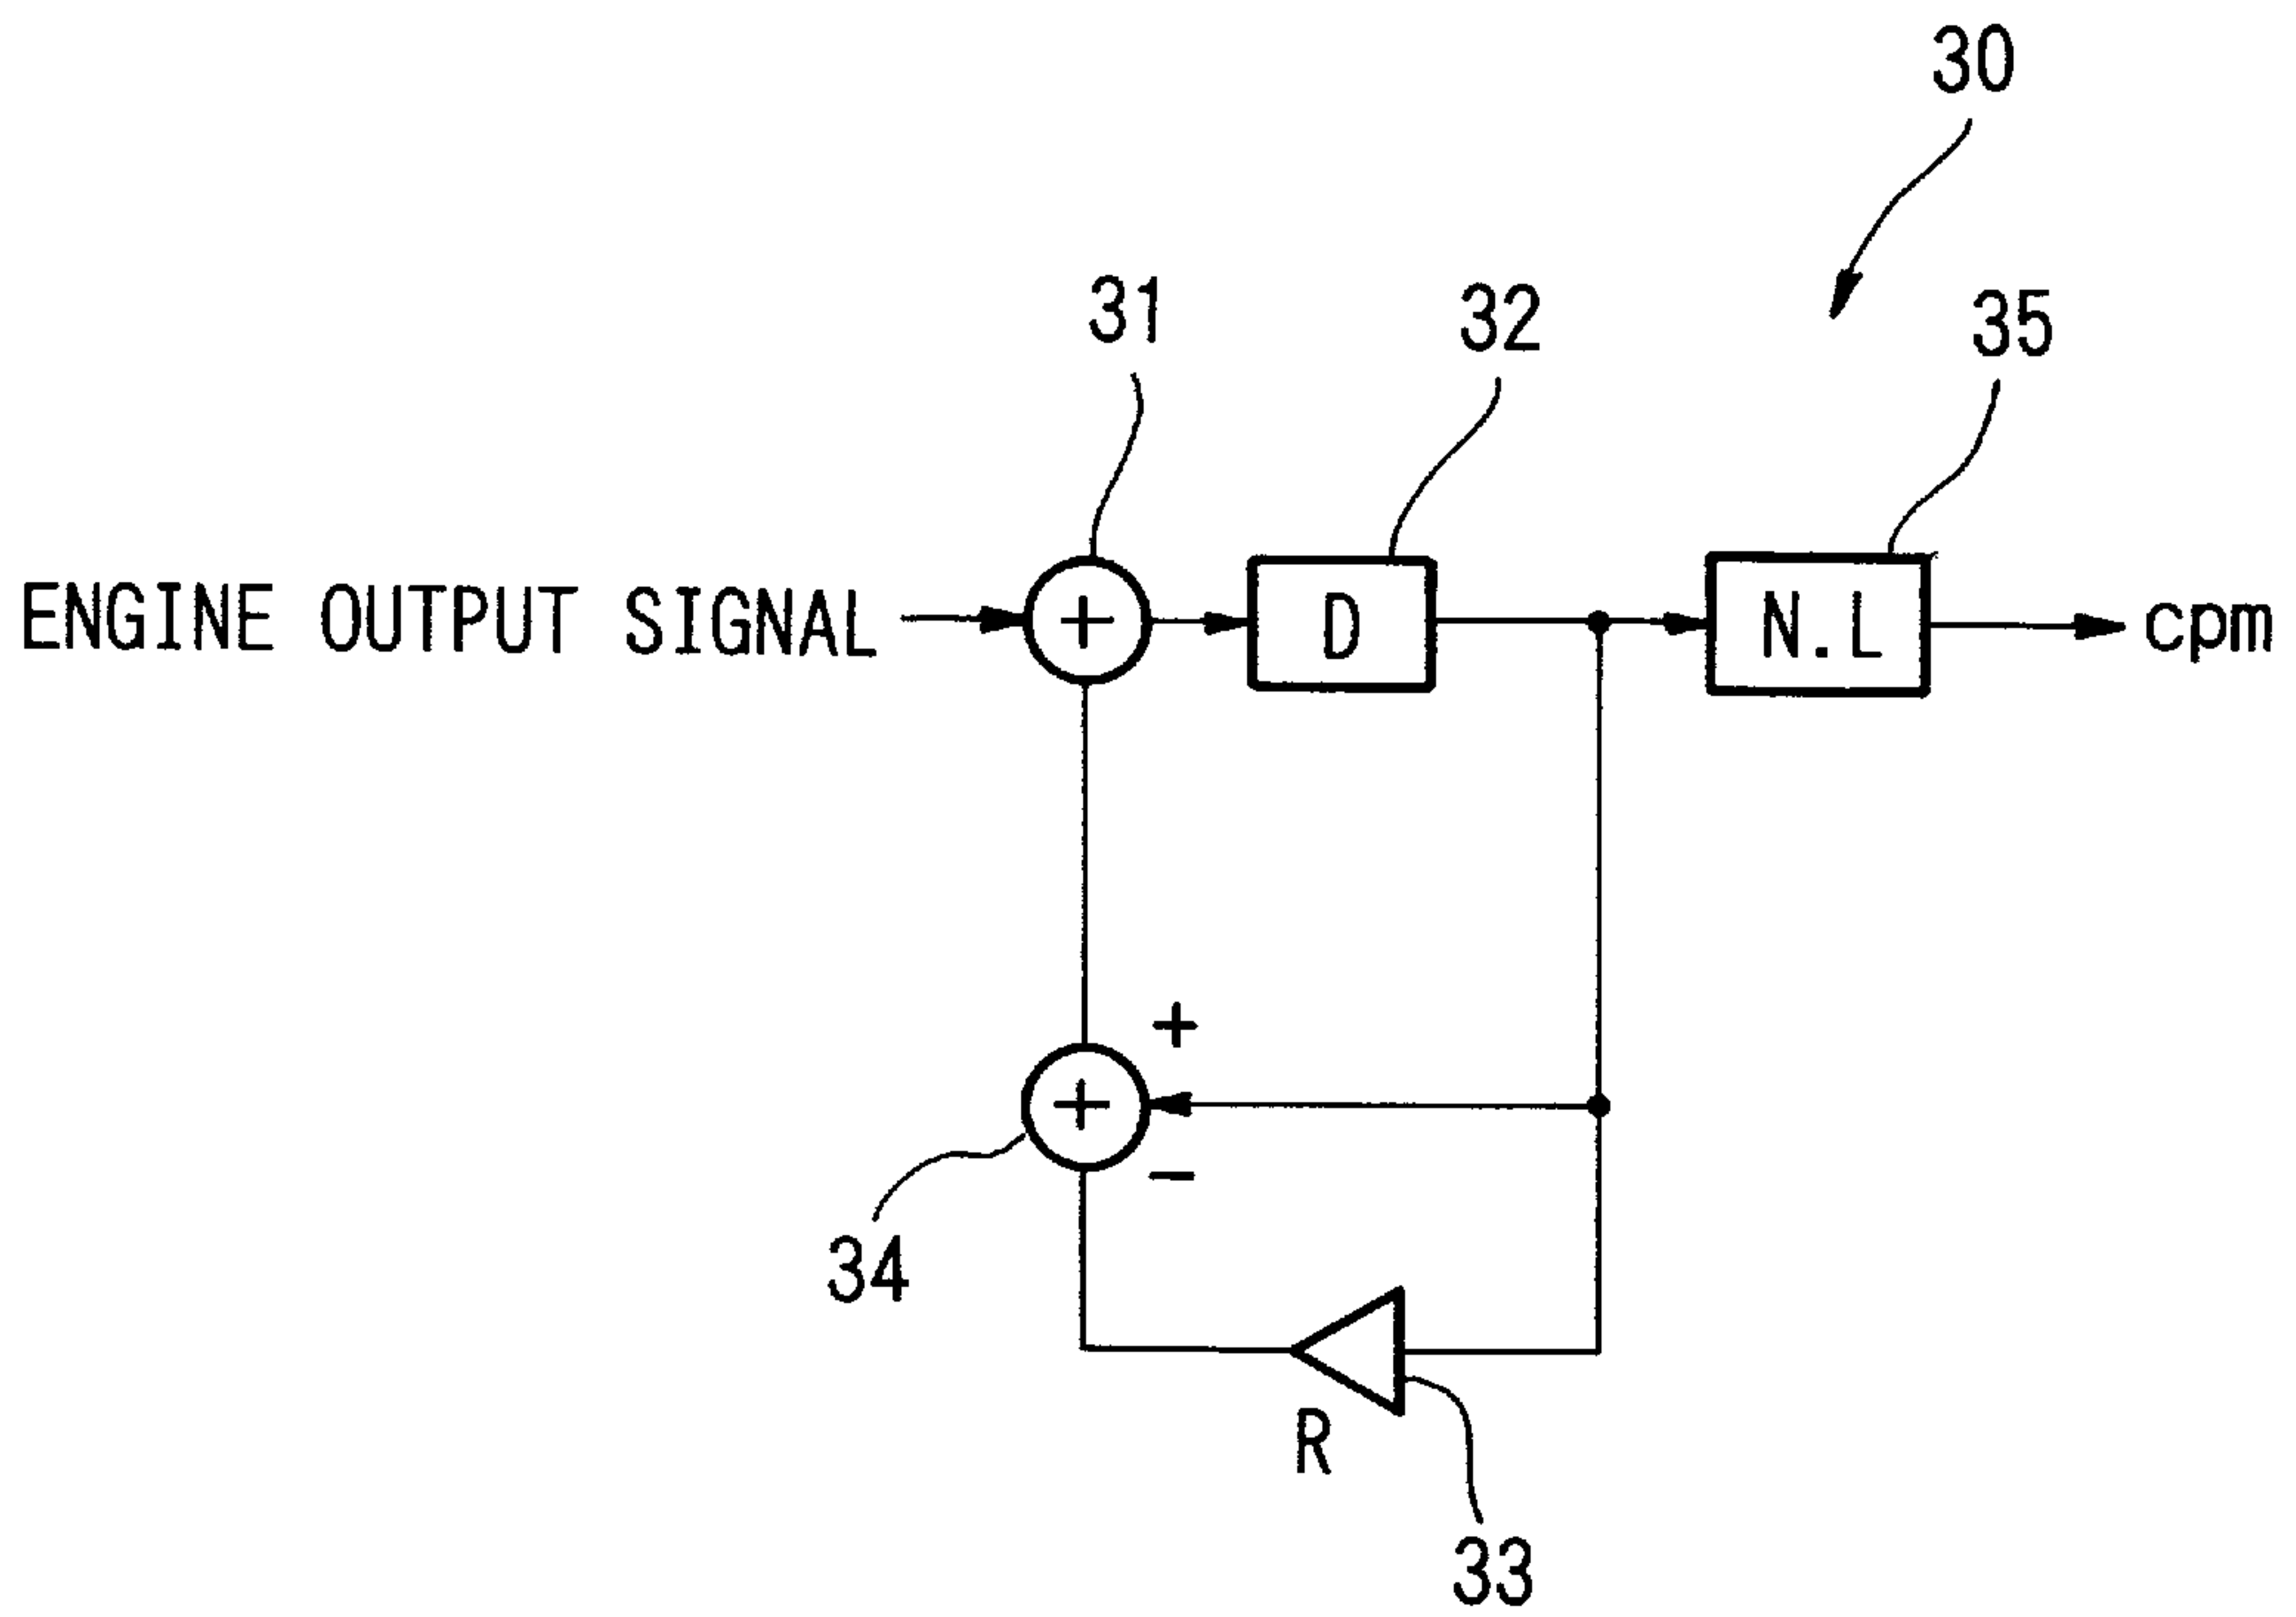 30
31
32
35
ENGINE OUTPUT SIGNAL
+
D
N.L
cpm
+
+
−
34
R
33